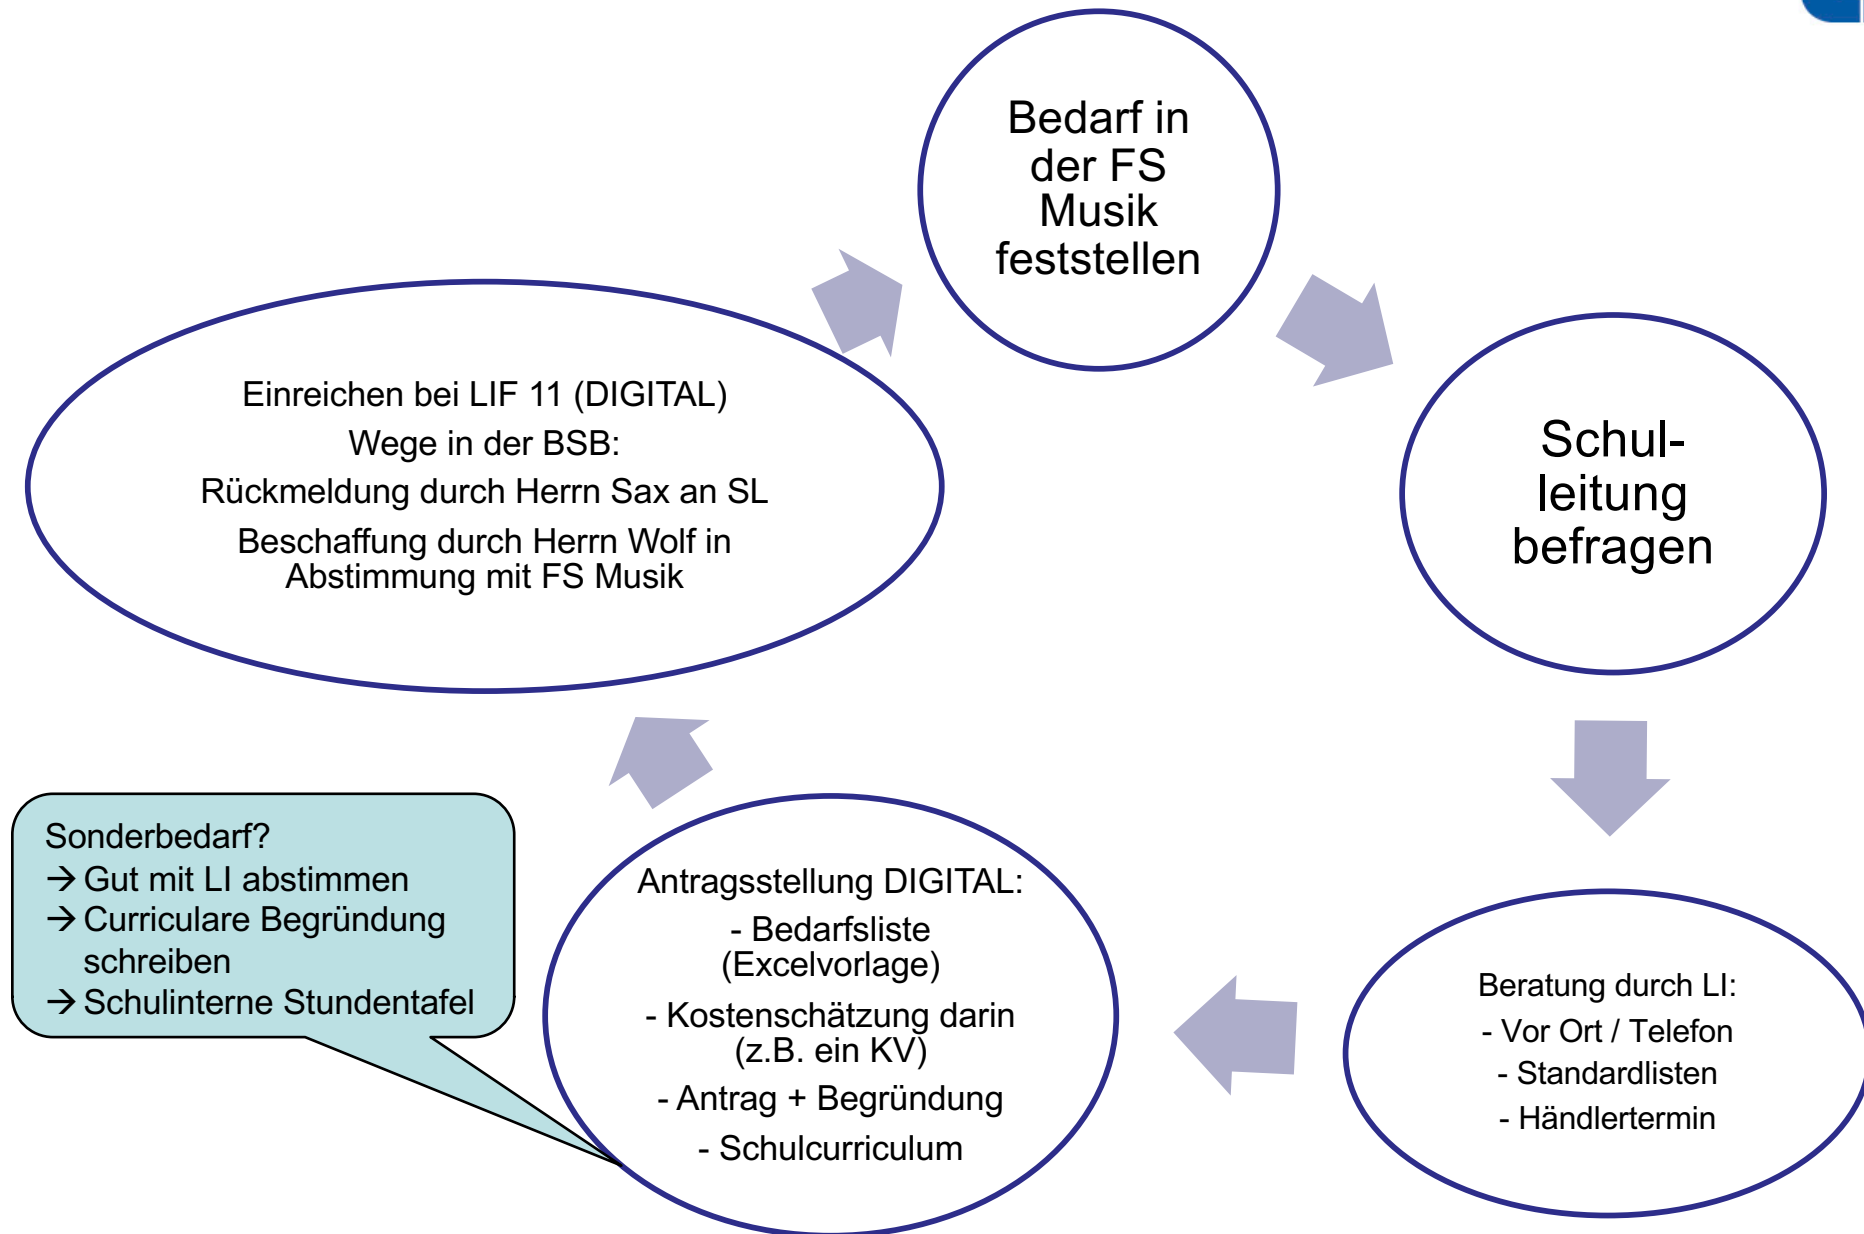 Bedarf in
der FS
Musik
feststellen
Schul-
leitung
befragen
Beratung durch LI:
- Vor Ort / Telefon
- Standardlisten
- Händlertermin
Antragsstellung DIGITAL:
- Bedarfsliste
(Excelvorlage)
- Kostenschätzung darin
(z.B. ein KV)
- Antrag + Begründung
- Schulcurriculum
Sonderbedarf?
→ Gut mit LI abstimmen
→ Curriculare Begründung
schreiben
→ Schulinterne Stundentafel
Einreichen bei LIF 11 (DIGITAL)
Wege in der BSB:
Rückmeldung durch Herrn Sax an SL
Beschaffung durch Herrn Wolf in
Abstimmung mit FS Musik